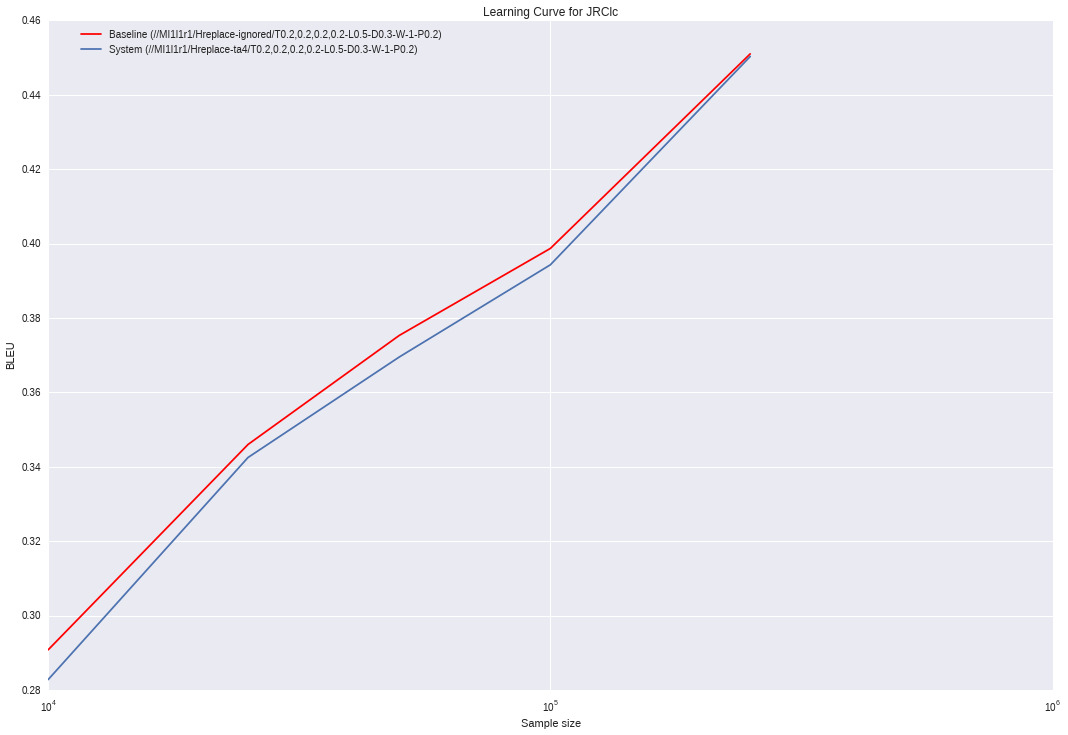 Learning Curve for JRClc
0.46
Baseline (//MI1l1r1/Hreplace-ignored/T0.2,0.2,0.2,0.2-L0.5-D0.3-W-1-P0.2)
System (//MI1l1r1/Hreplace-ta4/T0.2,0.2,0.2,0.2-L0.5-D0.3-W-1-P0.2)
0.44
0.42
0.40
0.38
BLEU
0.36
0.34
0.32
0.30
0.28
10^4 10^5 10^6
Sample size